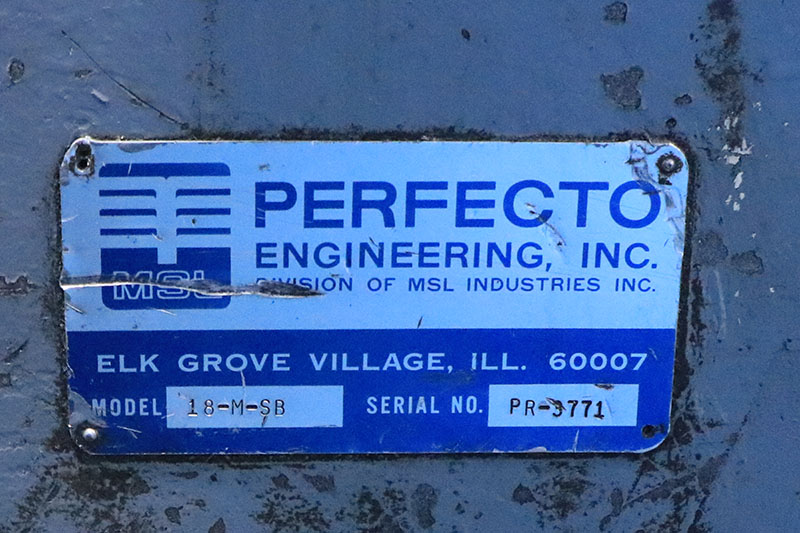 PERFECTO
ENGINEERING, INC.
DIVISION OF MSL INDUSTRIES INC.
MSL
ELK GROVE VILLAGE, ILL. 60007
MODEL 18-M-SB SERIAL NO. PR-3771